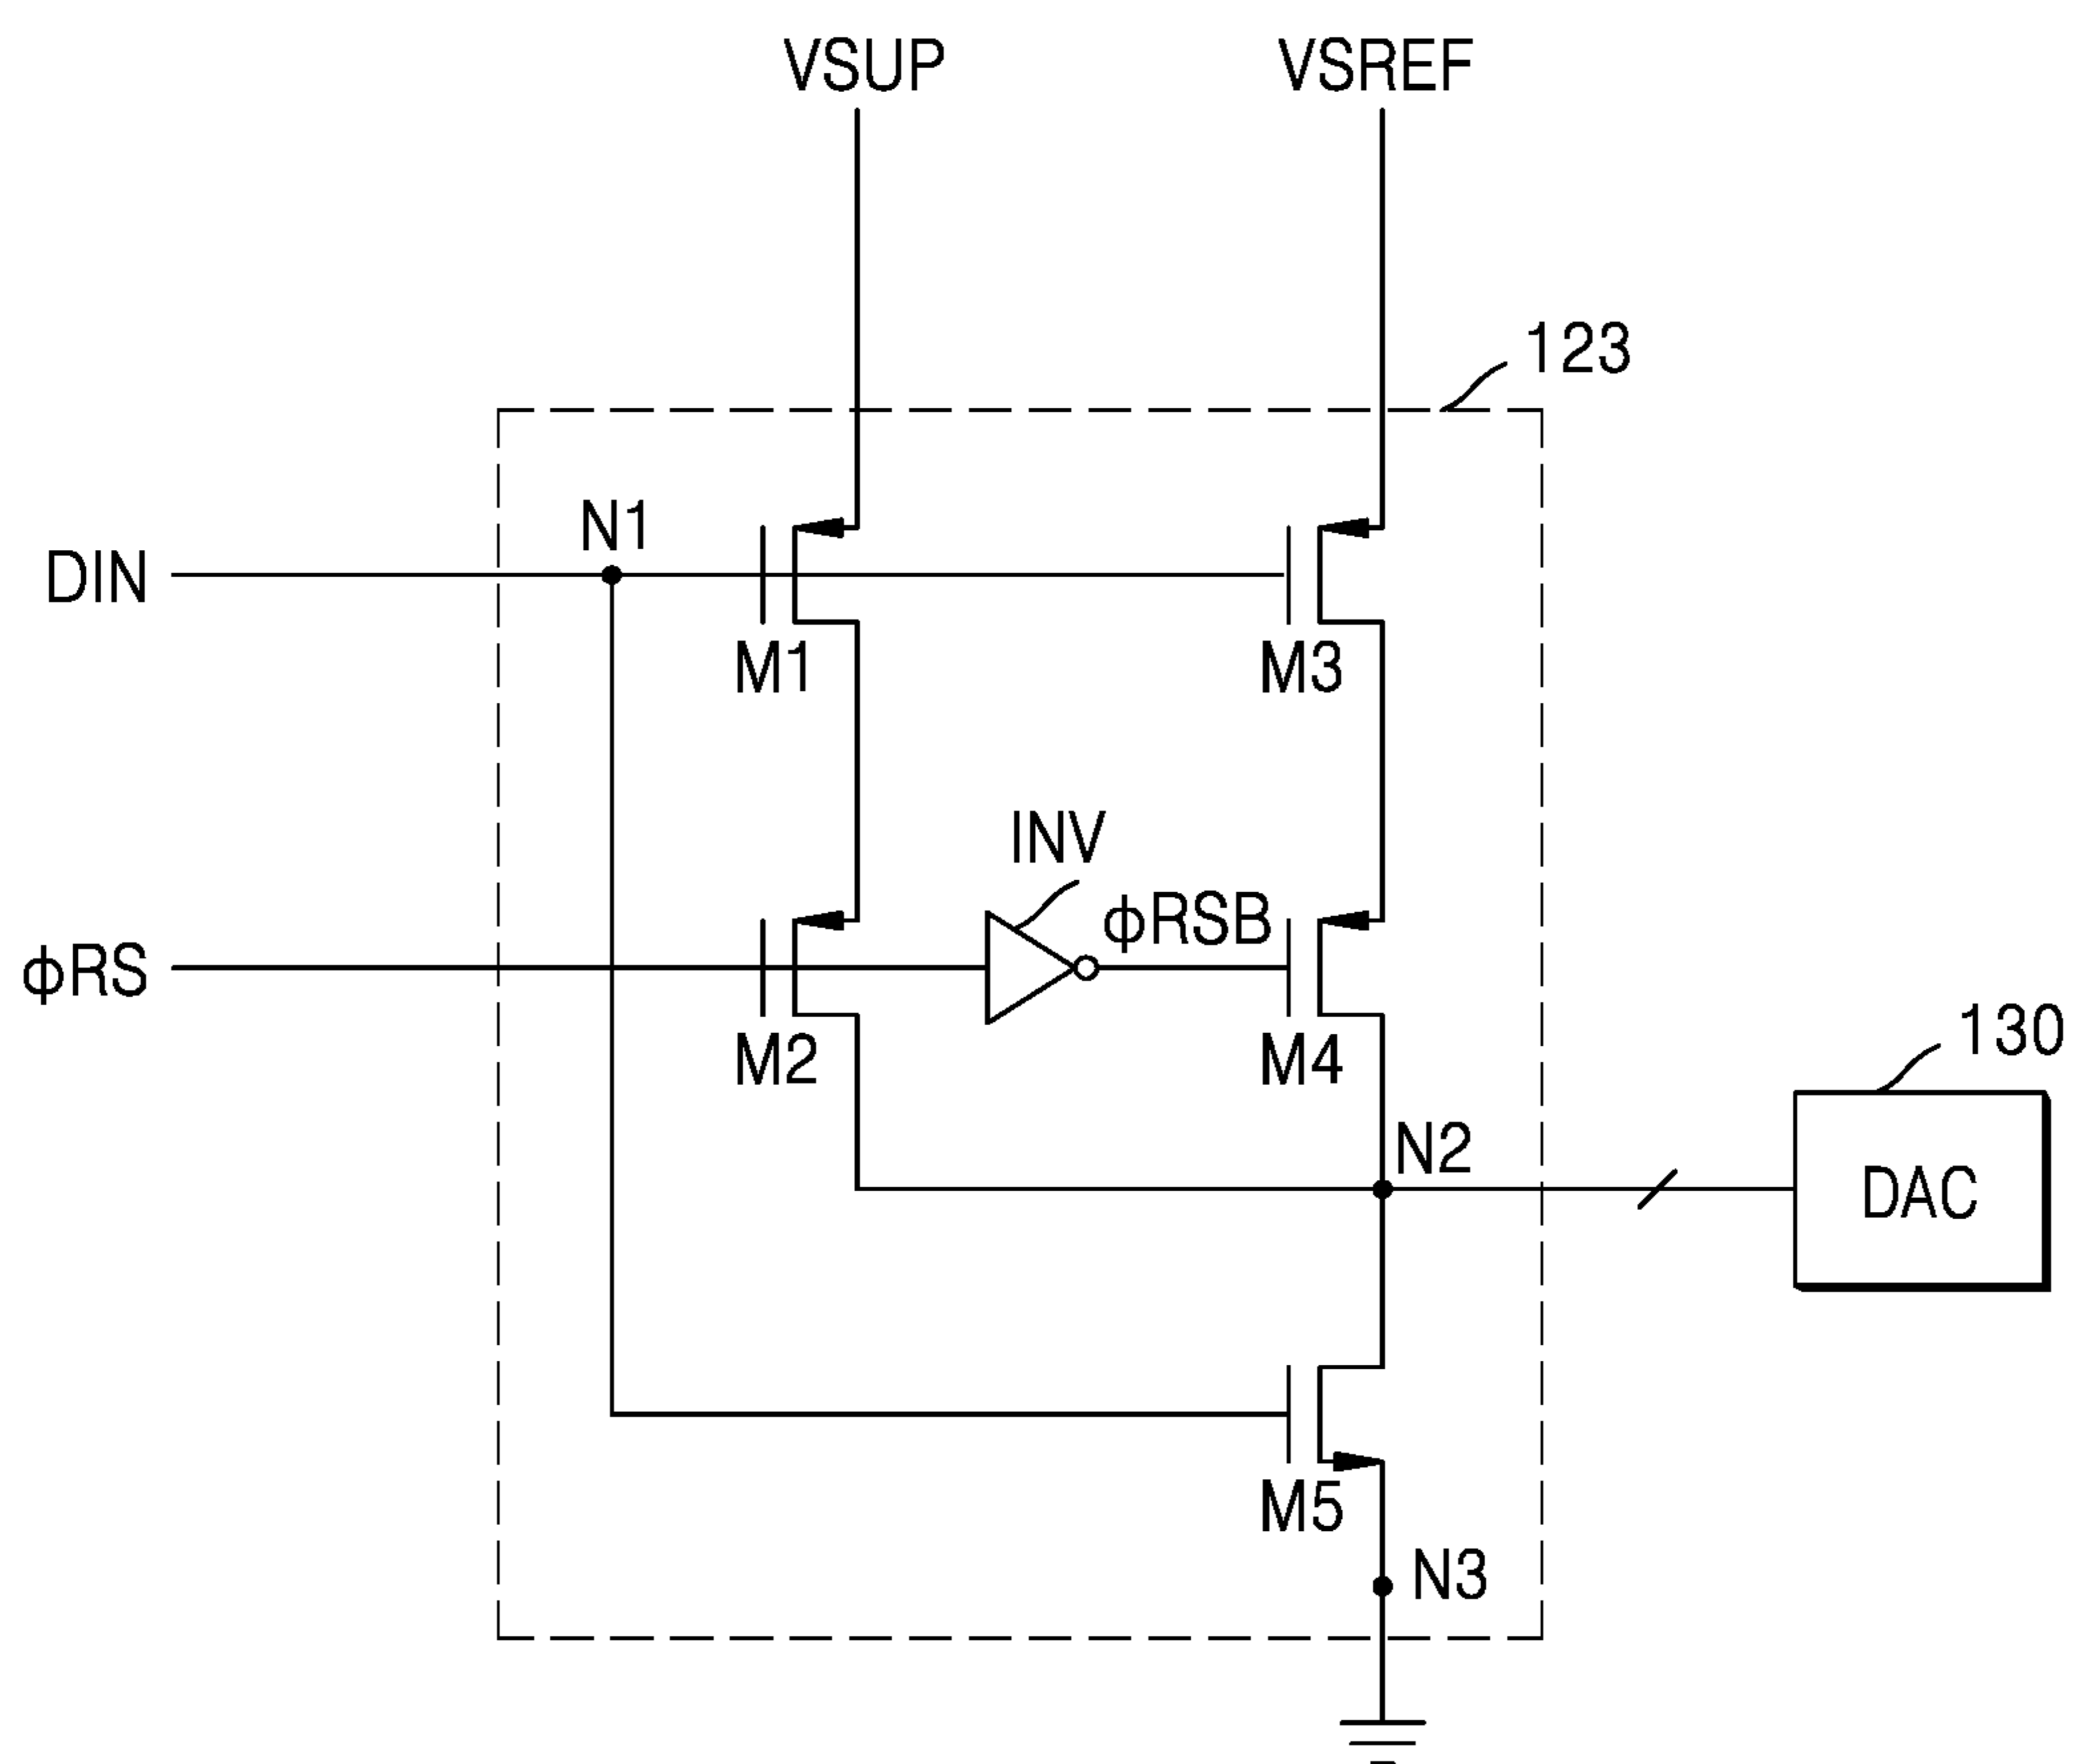 VSUP
VSREF
123
N1
DIN
M1
M3
INV
ϕRSB
ϕRS
M2
M4
130
N2
DAC
M5
N3